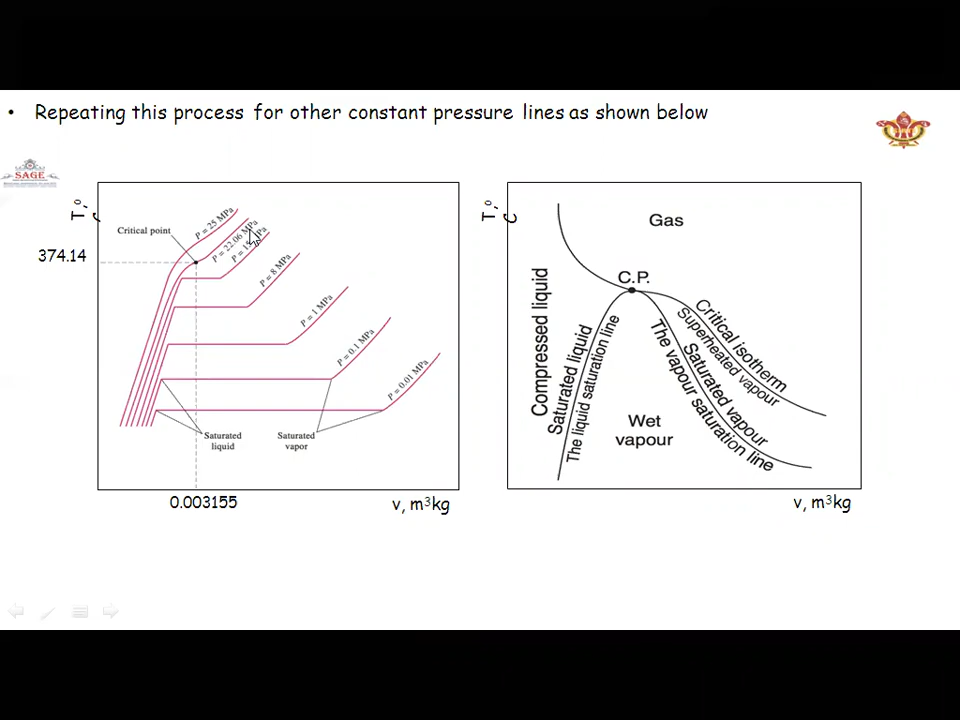 • Repeating this process for other constant pressure lines as shown below
SAGE
T, o
C
374.14
Critical point
P = 25 MPa
P = 22.06 MPa
P = 8 MPa
P = 1 MPa
P = 0.1 MPa
P = 0.01 MPa
Saturated
liquid
Saturated
vapor
0.003155
v, m3kg
T, o
C
Gas
C.P.
Compressed liquid
Saturated liquid
The liquid saturation line
Critical isotherm
Superheated vapour
Saturated vapour
The vapour saturation line
Wet
vapour
v, m3kg